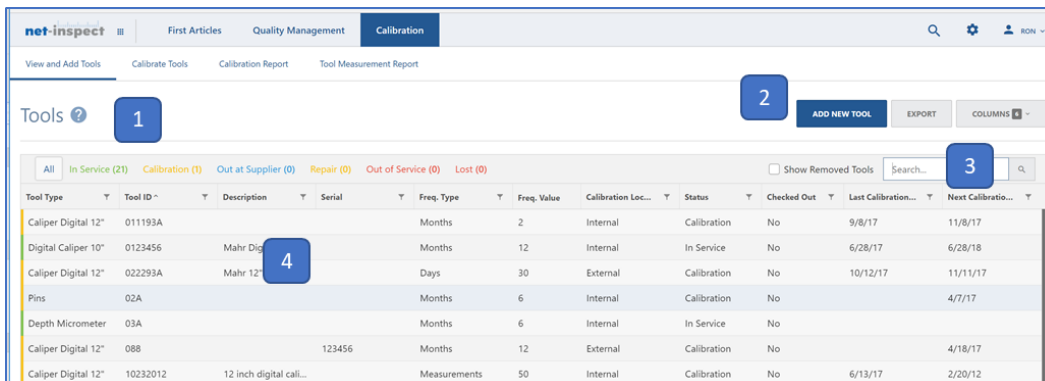 net-inspect First Articles Quality Management Calibration RON
View and Add Tools Calibrate Tools Calibration Report Tool Measurement Report
Tools ? 1 2 ADD NEW TOOL EXPORT COLUMNS 6
All In Service (21) Calibration (1) Out at Supplier (0) Repair (0) Out of Service (0) Lost (0) Show Removed Tools Search... 3
Tool Type Tool ID Description Serial Freq. Type Freq. Value Calibration Loc... Status Checked Out Last Calibration... Next Calibratio...
Caliper Digital 12" 011193A Months 2 Internal Calibration No 9/8/17 11/8/17
Digital Caliper 10" 0123456 Mahr Dig Months 12 Internal In Service No 6/28/17 6/28/18
4
Caliper Digital 12" 022293A Mahr 12" Days 30 External Calibration No 10/12/17 11/11/17
Pins 02A Months 6 Internal Calibration No 4/7/17
Depth Micrometer 03A Months 6 Internal In Service No
Caliper Digital 12" 088 123456 Months 12 External Calibration No 4/18/17
Caliper Digital 12" 10232012 12 inch digital cali... Measurements 50 Internal Calibration No 6/13/17 2/20/12